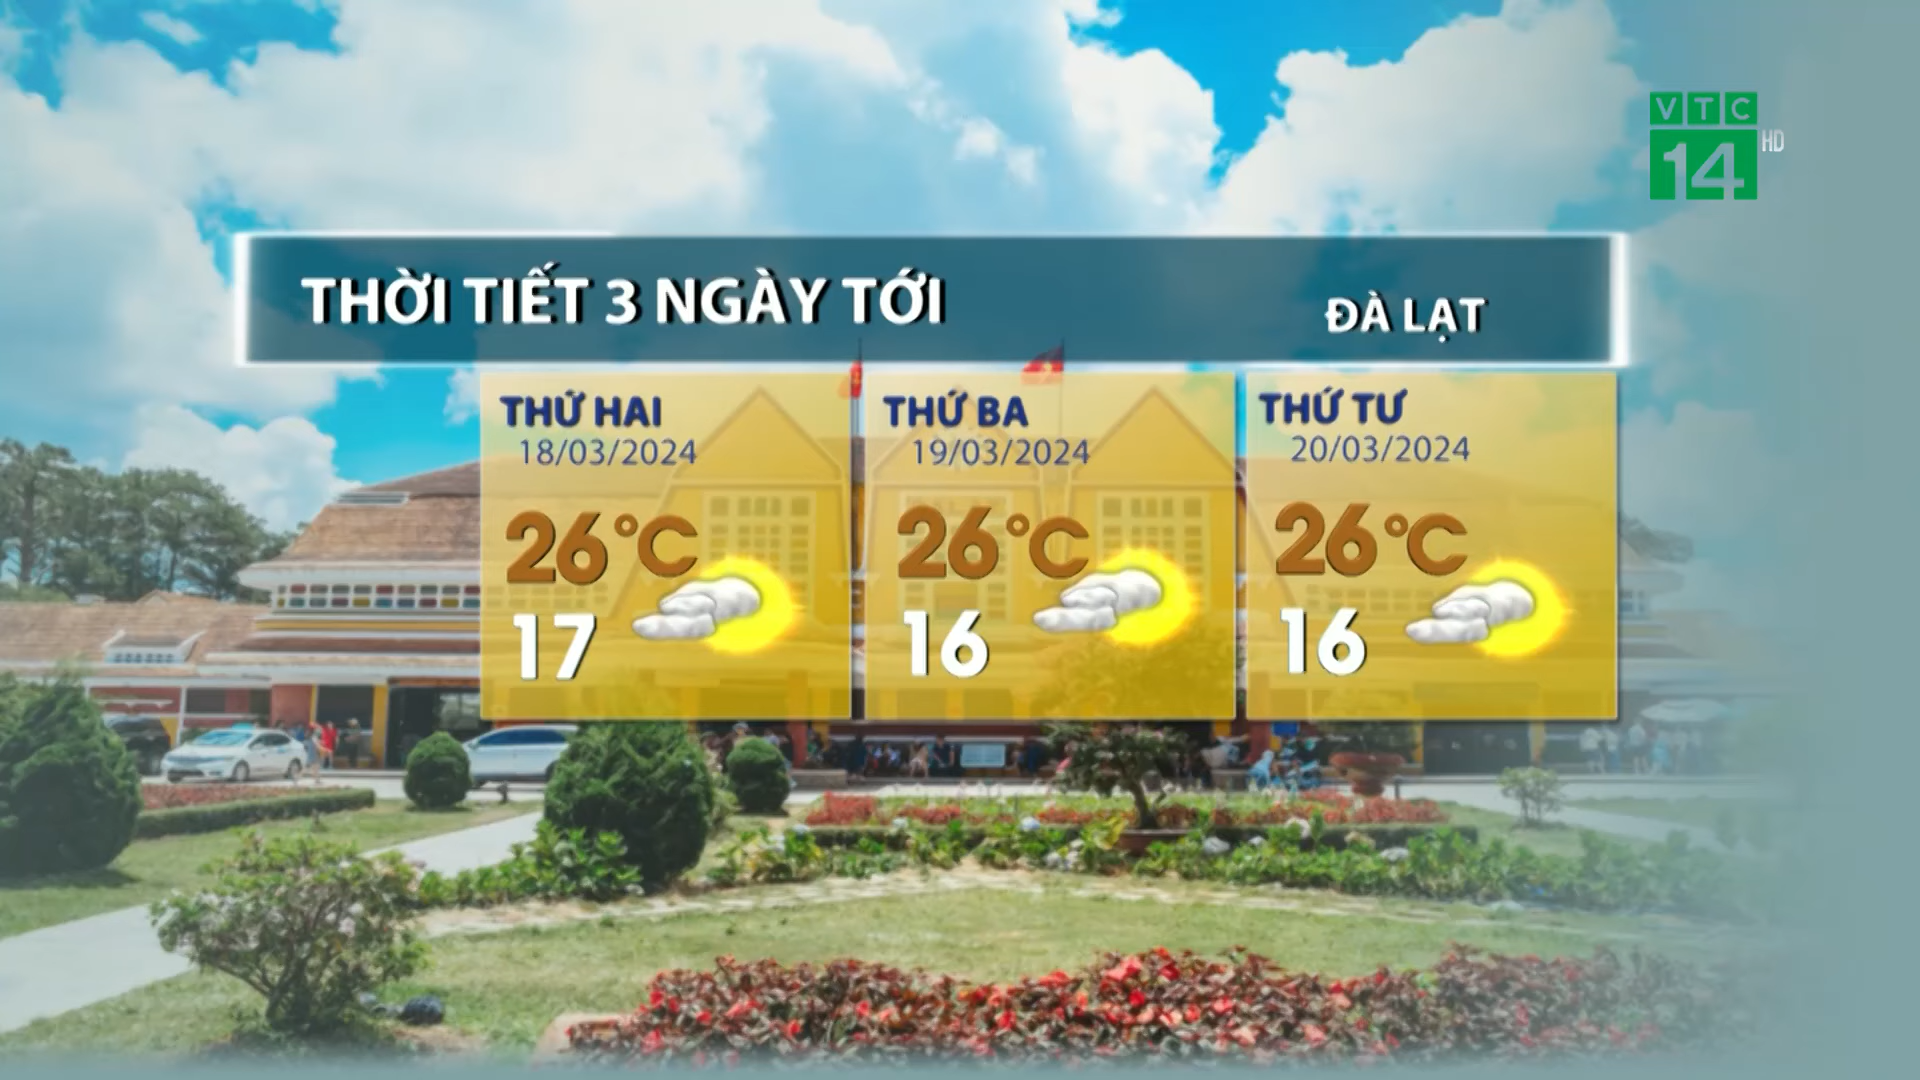 VTC
14
HD
THỜI TIẾT 3 NGÀY TỚI
ĐÀ LẠT
THỨ HAI
18/03/2024
26°C
17
THỨ BA
19/03/2024
26°C
16
THỨ TƯ
20/03/2024
26°C
16